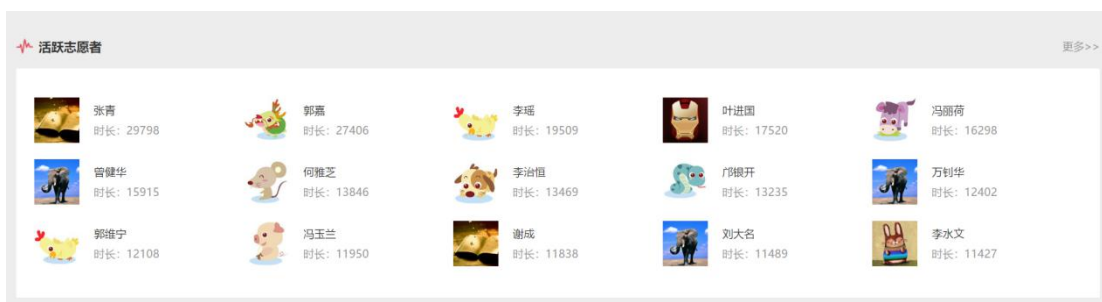 活跃志愿者
更多>>
张青
时长：29798
郭嘉
时长：27406
李瑶
时长：19509
叶进国
时长：17520
冯丽荷
时长：16298
曾健华
时长：15915
何雅芝
时长：13846
李治恒
时长：13469
邝银开
时长：13235
万钊华
时长：12402
郭维宁
时长：12108
冯玉兰
时长：11950
谢成
时长：11838
刘大名
时长：11489
李水文
时长：11427